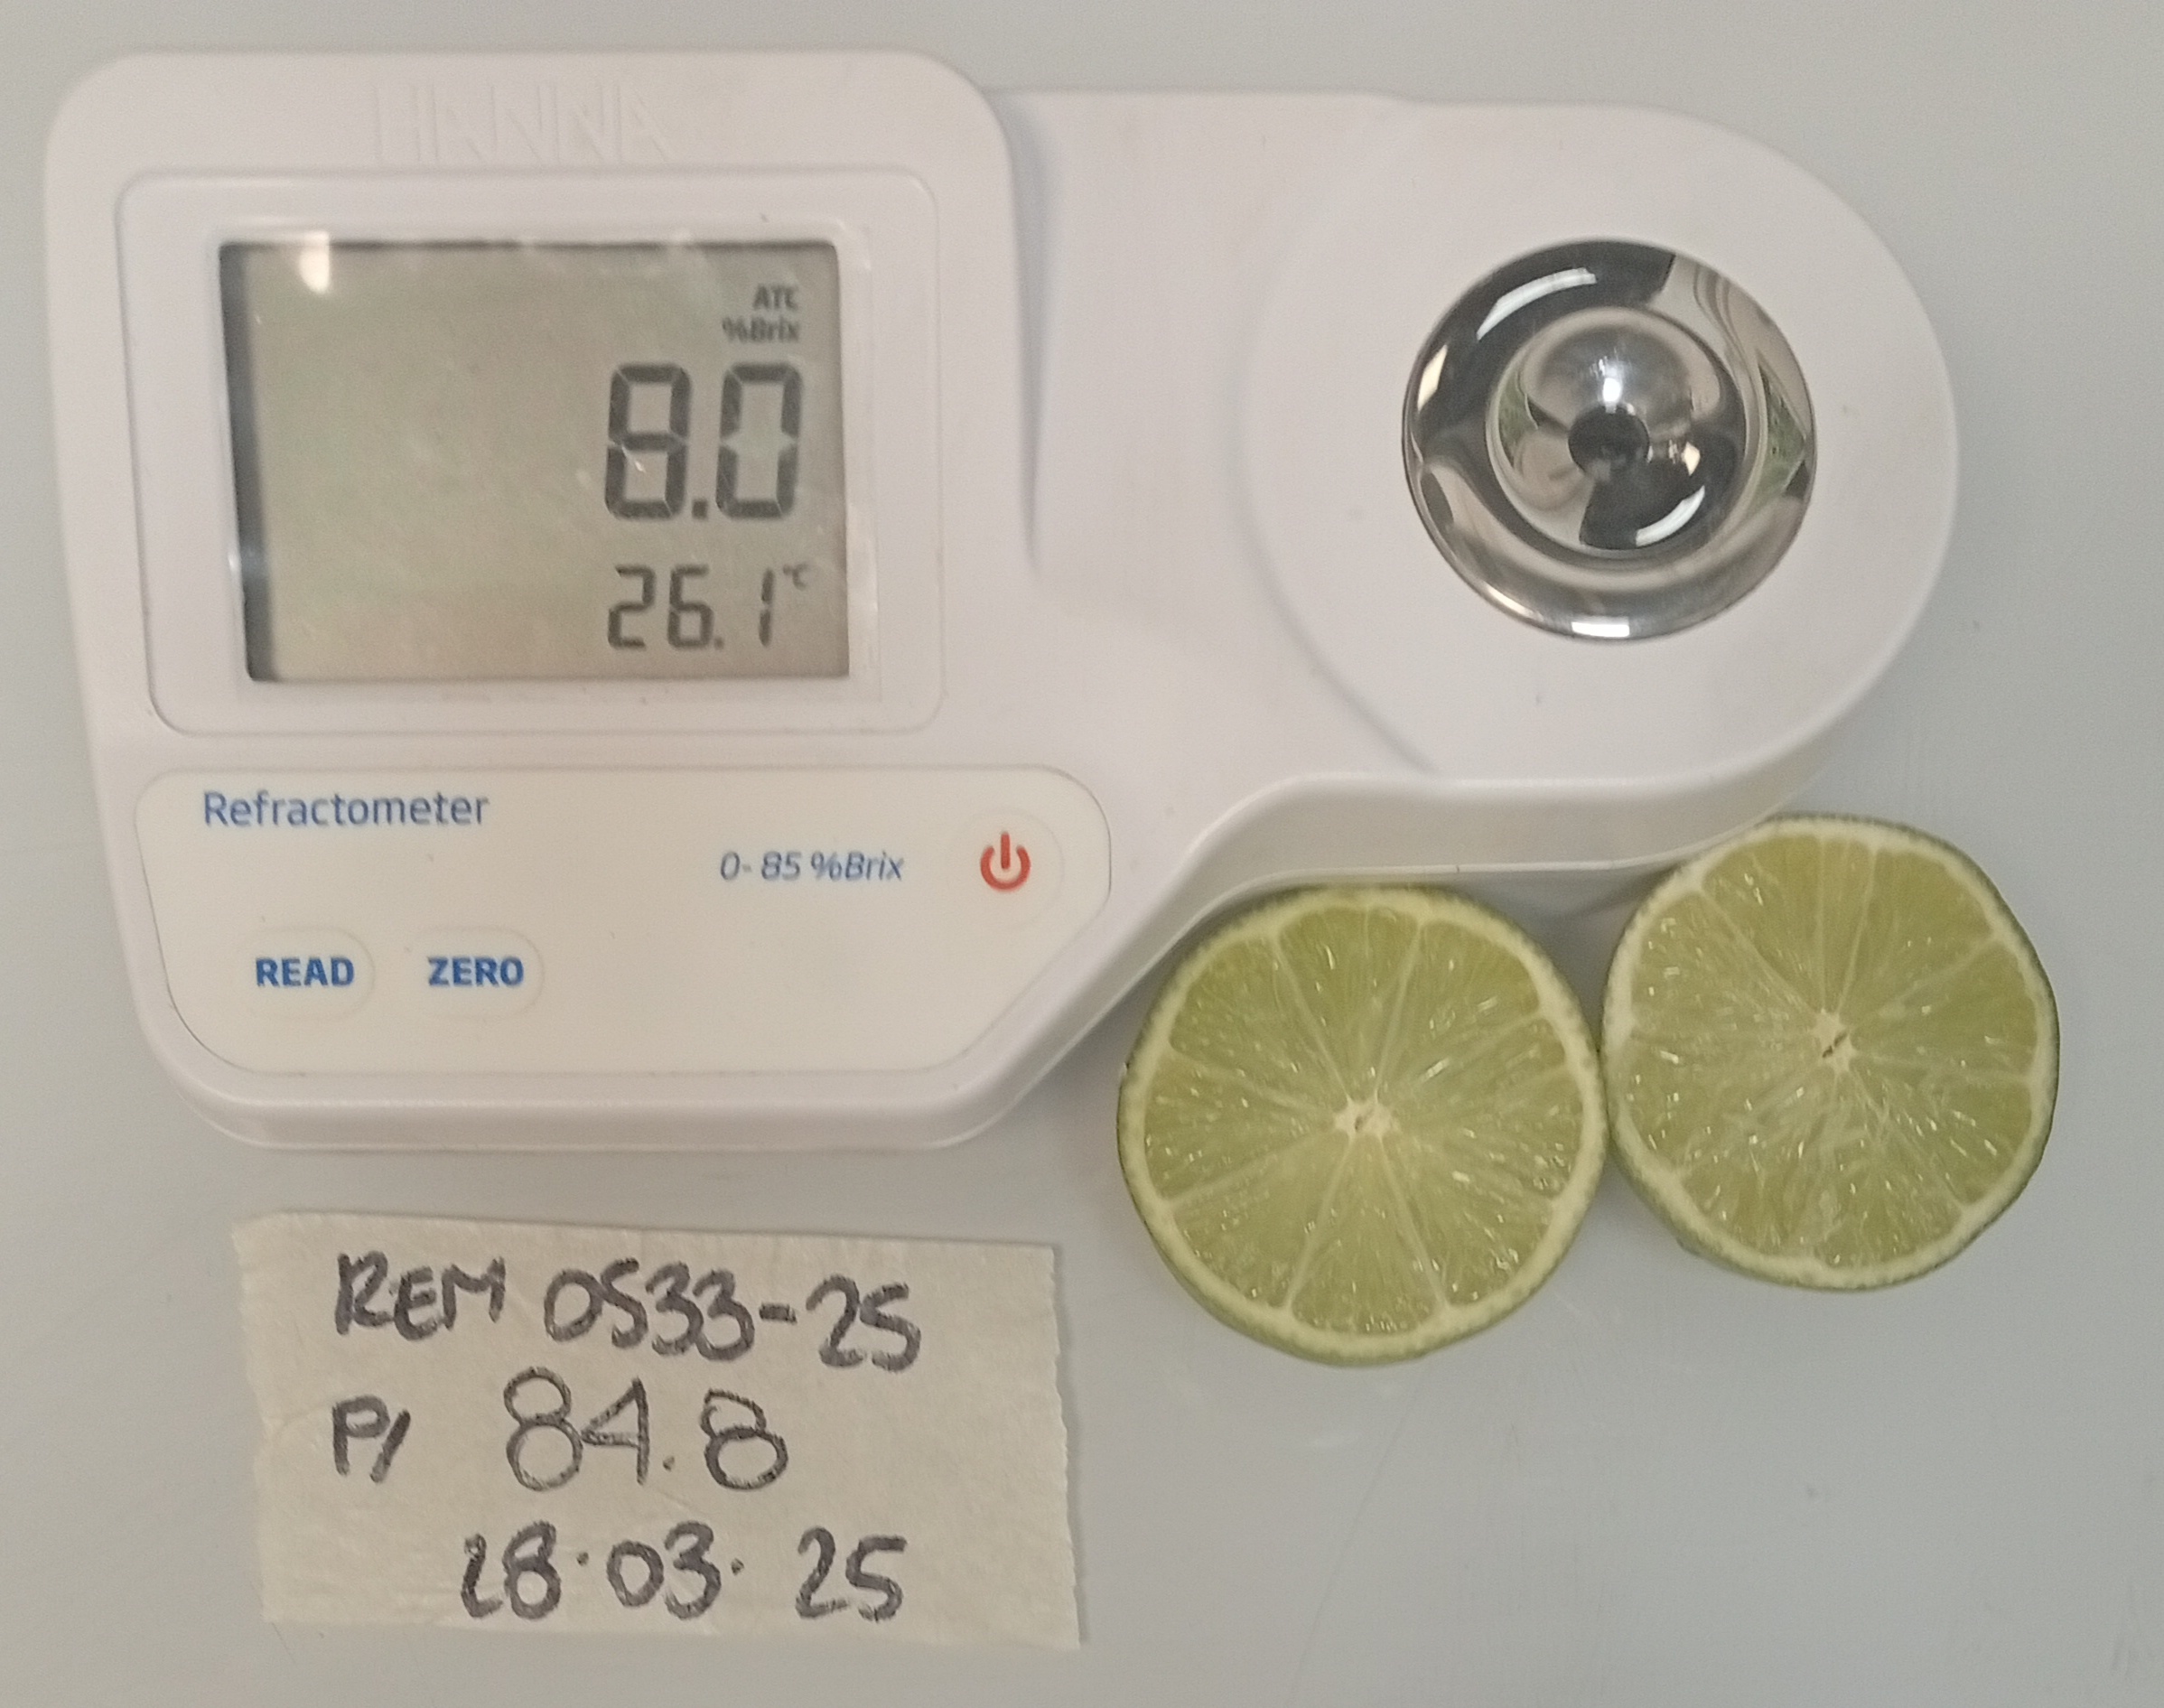 HANNA
ATC
%Brix
8.0
26.1°C
Refractometer
0-85 %Brix
READ ZERO
REM 0533-25
P/ 84.8
28.03.25